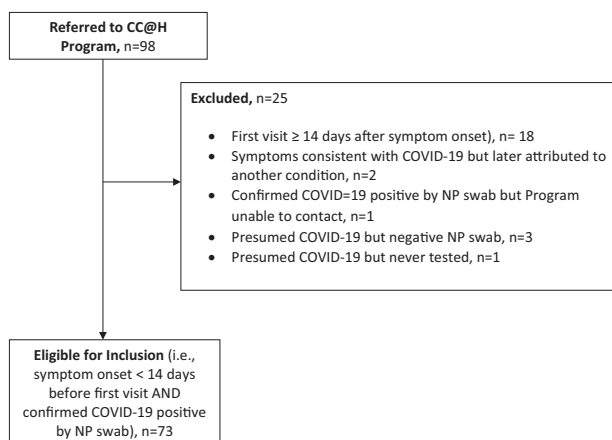 Referred to CC@H
Program, n=98
Excluded, n=25
• First visit ≥ 14 days after symptom onset), n= 18
• Symptoms consistent with COVID-19 but later attributed to
another condition, n=2
• Confirmed COVID=19 positive by NP swab but Program
unable to contact, n=1
• Presumed COVID-19 but negative NP swab, n=3
• Presumed COVID-19 but never tested, n=1
Eligible for Inclusion (i.e.,
symptom onset < 14 days
before first visit AND
confirmed COVID-19 positive
by NP swab), n=73